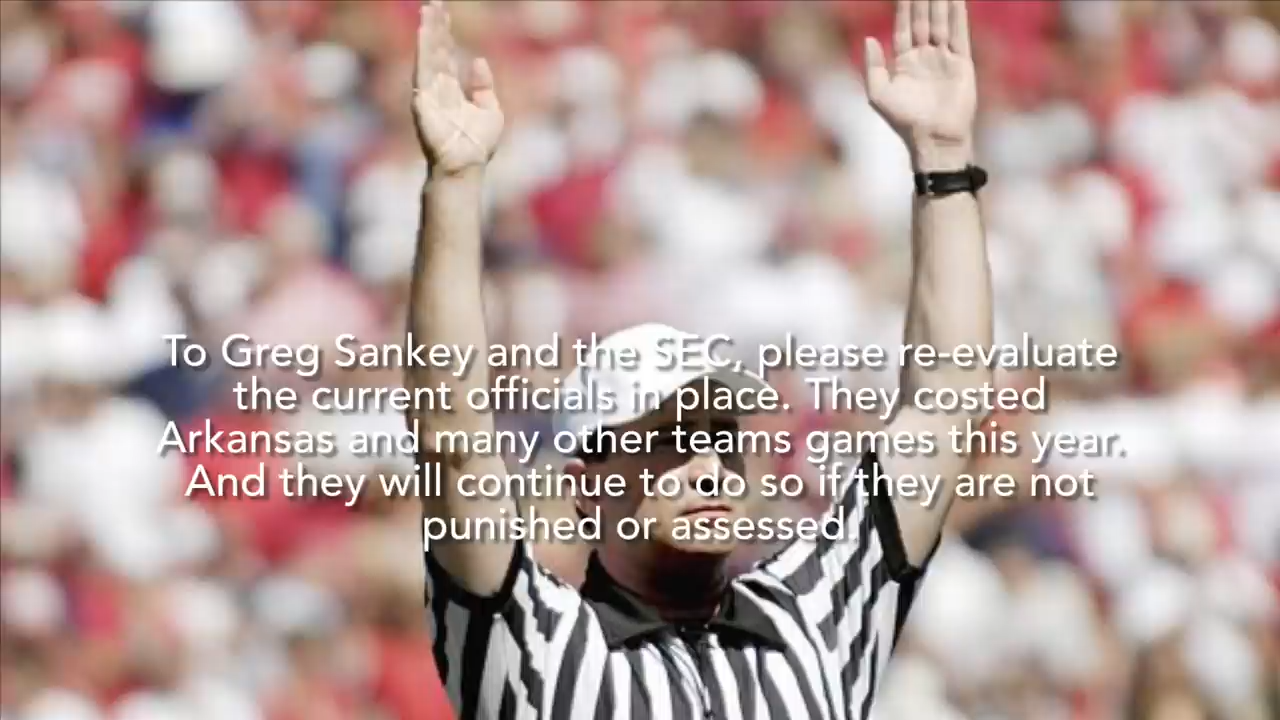 To Greg Sankey and the SEC, please re-evaluate
the current officials in place. They costed
Arkansas and many other teams games this year.
And they will continue to do so if they are not
punished or assessed.